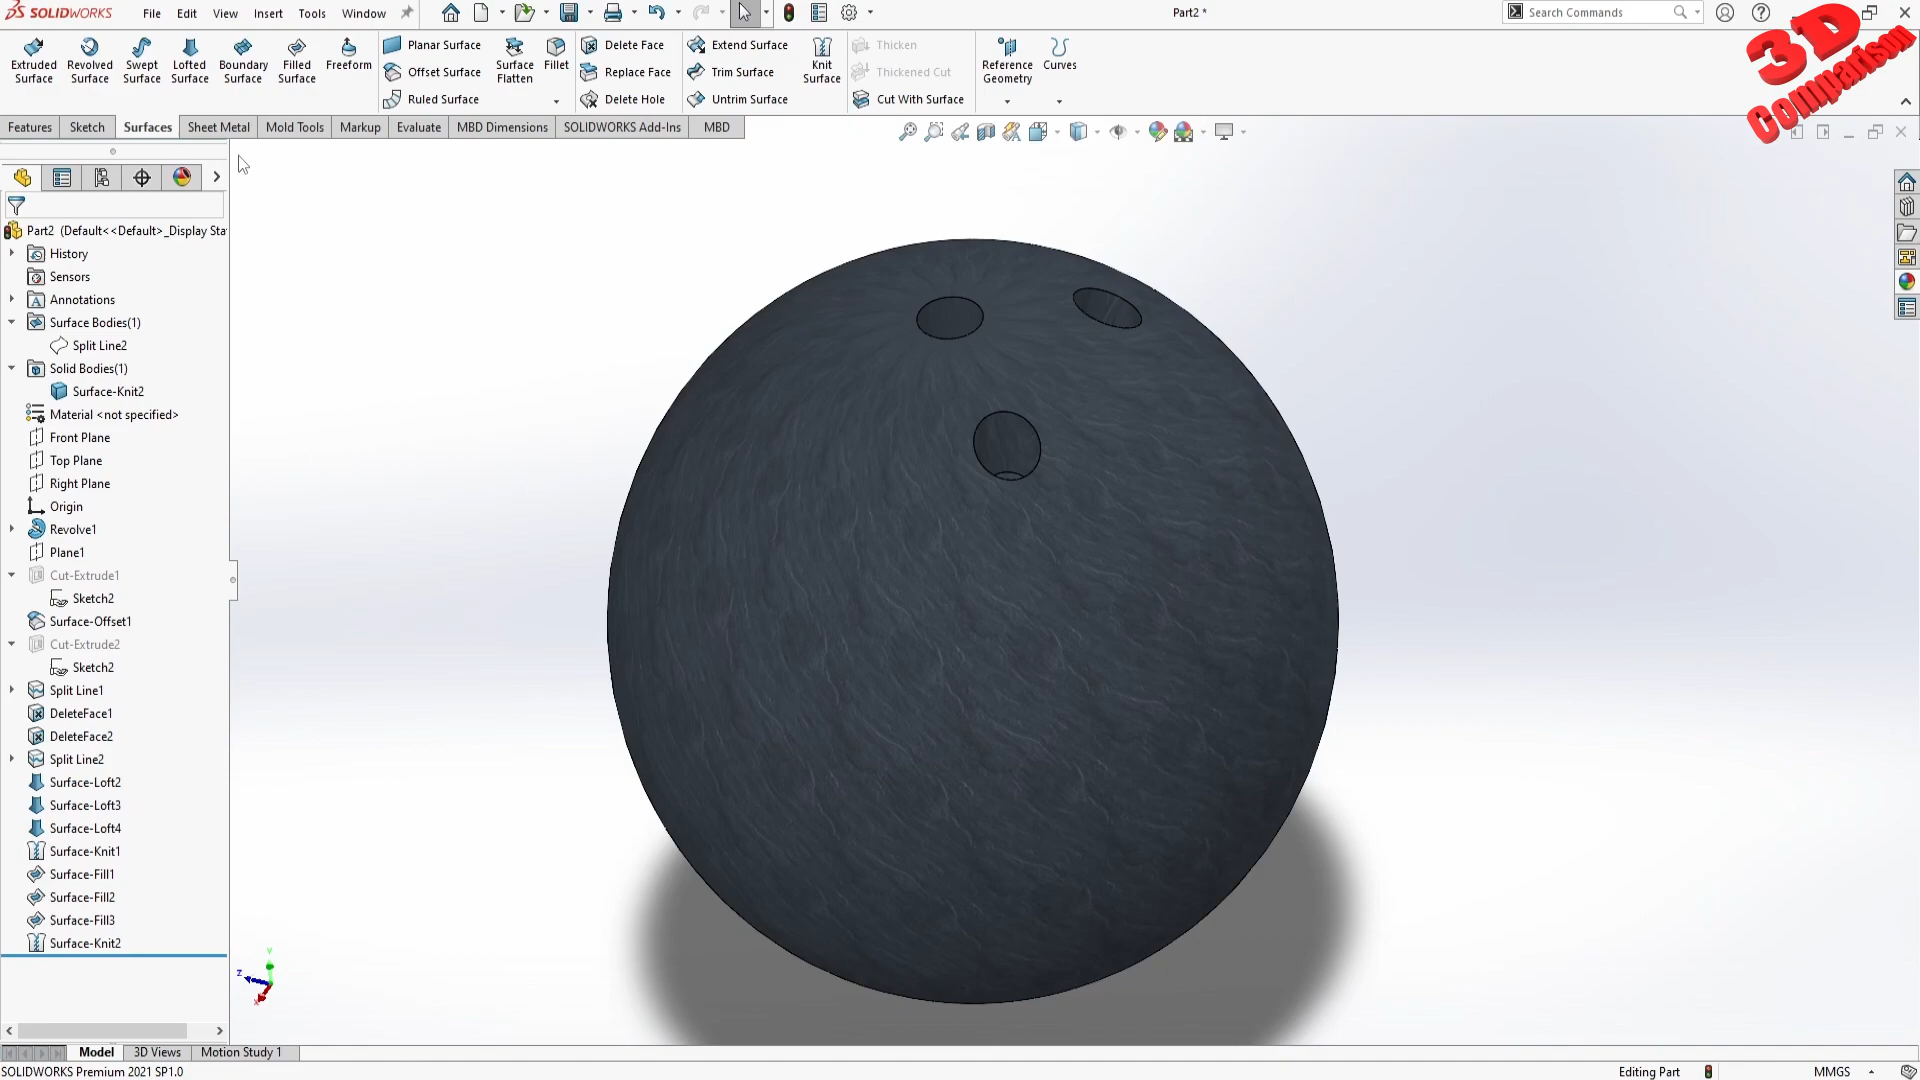 SOLIDWORKS File Edit View Insert Tools Window Part2 * Search Commands
3D Comparison
Extruded Surface
Revolved Surface
Swept Surface
Lofted Surface
Boundary Surface
Filled Surface
Freeform
Planar Surface
Offset Surface
Ruled Surface
Surface Flatten
Fillet
Delete Face
Replace Face
Delete Hole
Extend Surface
Trim Surface
Untrim Surface
Knit Surface
Thicken
Thickened Cut
Cut With Surface
Reference Geometry
Curves
Features Sketch Surfaces Sheet Metal Mold Tools Markup Evaluate MBD Dimensions SOLIDWORKS Add-Ins MBD
Part2 (Default<<Default>_Display Sta
History
Sensors
Annotations
Surface Bodies(1)
Split Line2
Solid Bodies(1)
Surface-Knit2
Material <not specified>
Front Plane
Top Plane
Right Plane
Origin
Revolve1
Plane1
Cut-Extrude1
Sketch2
Surface-Offset1
Cut-Extrude2
Sketch2
Split Line1
DeleteFace1
DeleteFace2
Split Line2
Surface-Loft2
Surface-Loft3
Surface-Loft4
Surface-Knit1
Surface-Fill1
Surface-Fill2
Surface-Fill3
Surface-Knit2
Y
Z
X
Model 3D Views Motion Study 1
SOLIDWORKS Premium 2021 SP1.0 Editing Part MMGS